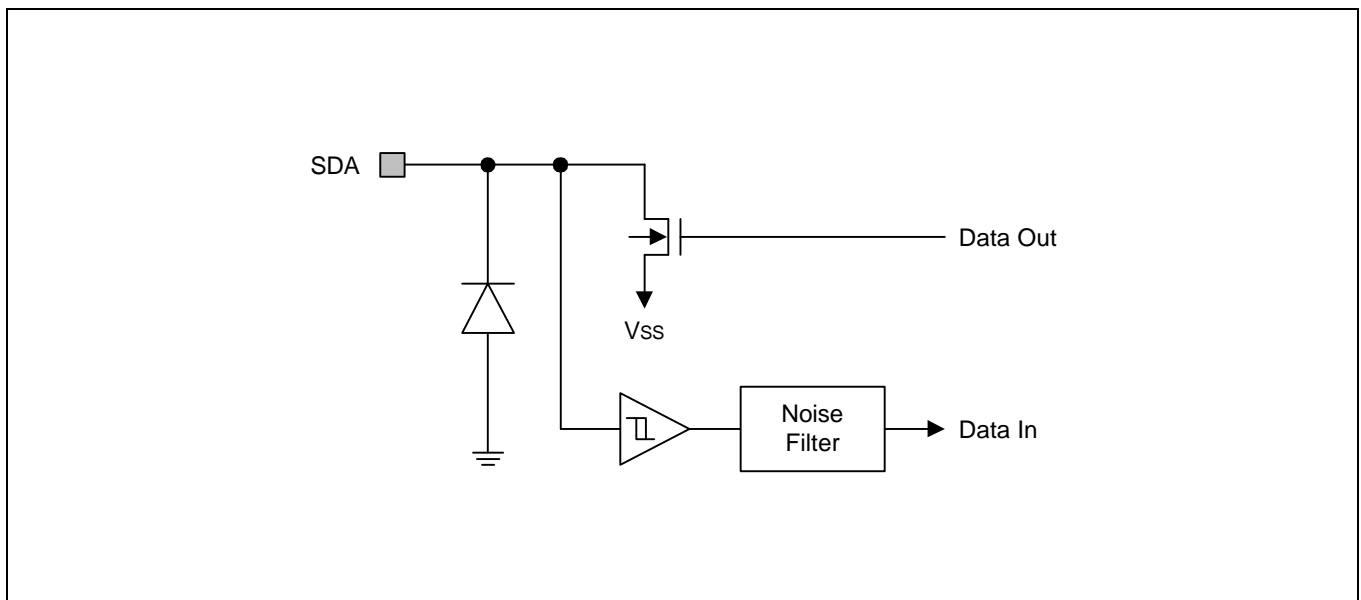 SDA
Data Out
VSS
Noise
Filter
Data In